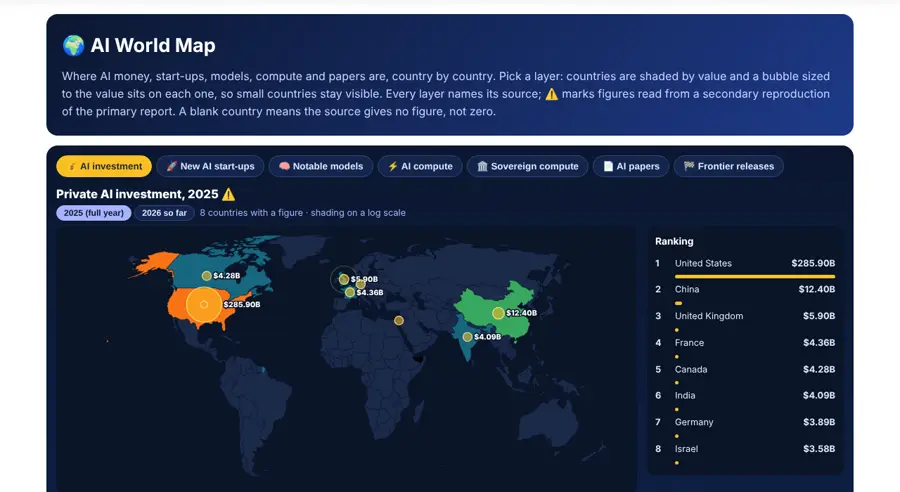 🌍 AI World Map
Where AI money, start-ups, models, compute and papers are, country by country. Pick a layer: countries are shaded by value and a bubble sized
to the value sits on each one, so small countries stay visible. Every layer names its source; ⚠️ marks figures read from a secondary reproduction
of the primary report. A blank country means the source gives no figure, not zero.
💰 AI investment
🚀 New AI start-ups
🧠 Notable models
⚡ AI compute
🏛️ Sovereign compute
📄 AI papers
🏁 Frontier releases
Private AI investment, 2025 ⚠️
2025 (full year)
2026 so far
8 countries with a figure · shading on a log scale
$4.28B
$5.90B
$4.36B
$285.90B
$12.40B
$4.09B
Ranking
1 United States $285.90B
2 China $12.40B
3 United Kingdom $5.90B
4 France $4.36B
5 Canada $4.28B
6 India $4.09B
7 Germany $3.89B
8 Israel $3.58B